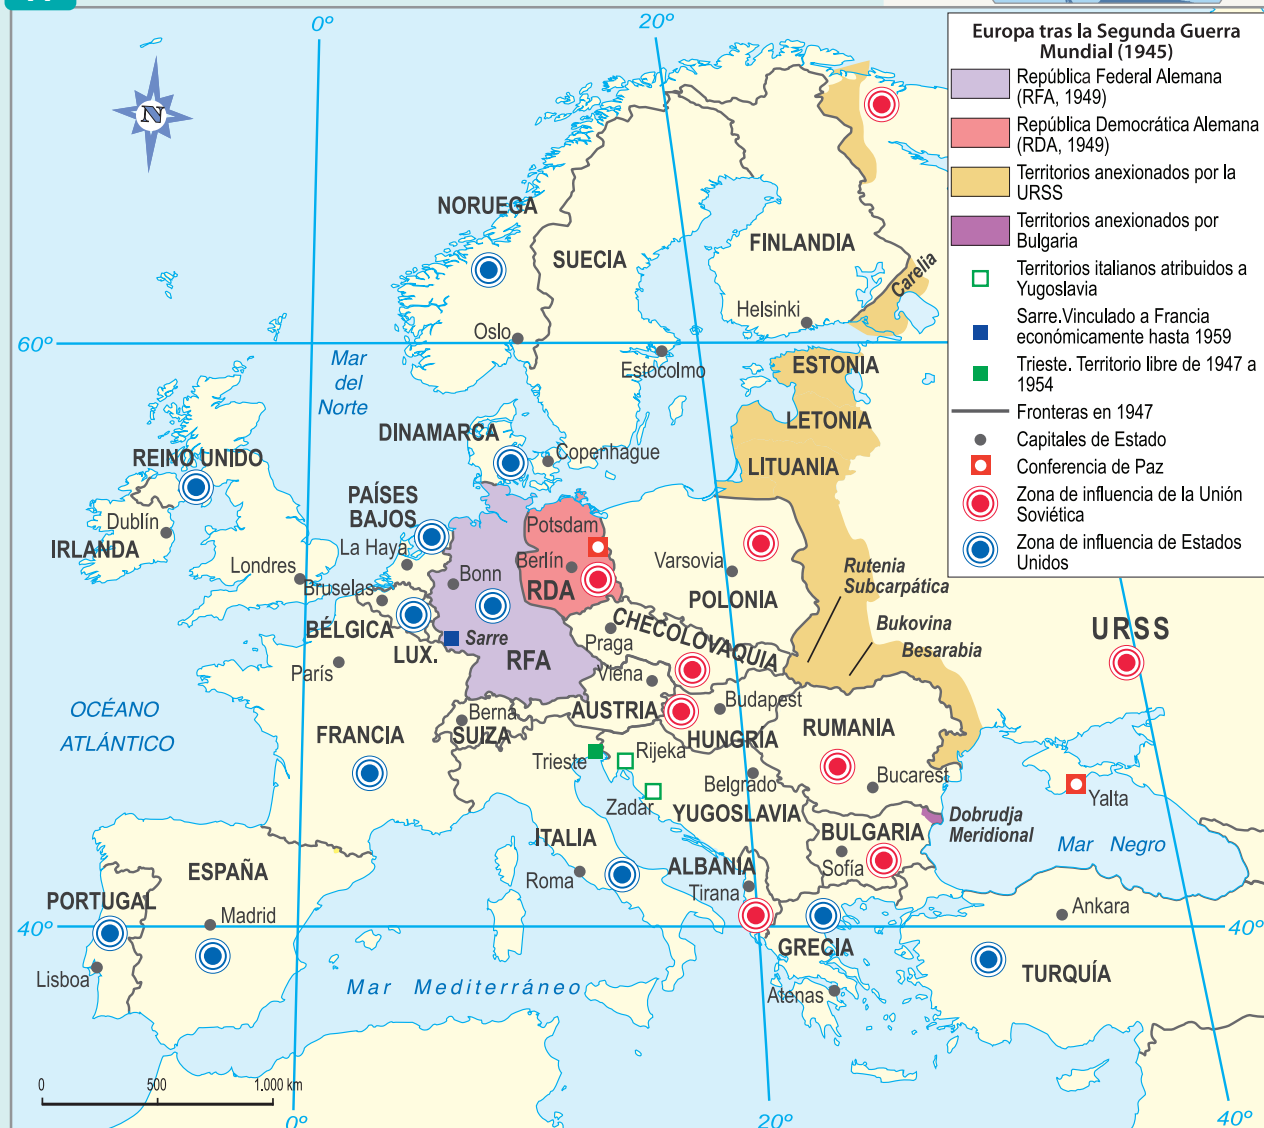 0º
20º
Europa tras la Segunda Guerra
Mundial (1945)
República Federal Alemana
(RFA, 1949)
República Democrática Alemana
(RDA, 1949)
Territorios anexionados por la
URSS
Territorios anexionados por
Bulgaria
Territorios italianos atribuidos a
Yugoslavia
Sarre.Vinculado a Francia
económicamente hasta 1959
Trieste. Territorio libre de 1947 a
1954
Fronteras en 1947
Capitales de Estado
Conferencia de Paz
Zona de influencia de la Unión
Soviética
Zona de influencia de Estados
Unidos
N
NORUEGA
SUECIA
FINLANDIA
Carelia
Helsinki
Oslo
60º
Mar
del
Norte
Estocolmo
ESTONIA
LETONIA
LITUANIA
DINAMARCA
Copenhague
REINO UNIDO
PAÍSES
BAJOS
Dublín
IRLANDA
La Haya
Potsdam
Londres
Bruselas
Bonn
Berlín
RDA
Varsovia
POLONIA
Rutenia
Subcarpática
BÉLGICA
Sarre
LUX.
RFA
París
CHECOLOVAQUIA
Praga
Bukovina
Besarabia
URSS
Viena
OCÉANO
ATLÁNTICO
FRANCIA
Berna
SUIZA
AUSTRIA
Budapest
HUNGRÍA
RUMANIA
Trieste
Rijeka
Zadar
Belgrado
Bucarest
YUGOSLAVIA
Yalta
Dobrudja
Meridional
Mar Negro
ITALIA
BULGARIA
Sofía
ESPAÑA
Roma
ALBANIA
Tirana
PORTUGAL
Madrid
Ankara
40º
40º
GRECIA
Lisboa
Mar Mediterráneo
Atenas
TURQUÍA
0
500
1.000 km
0º
20º
40º